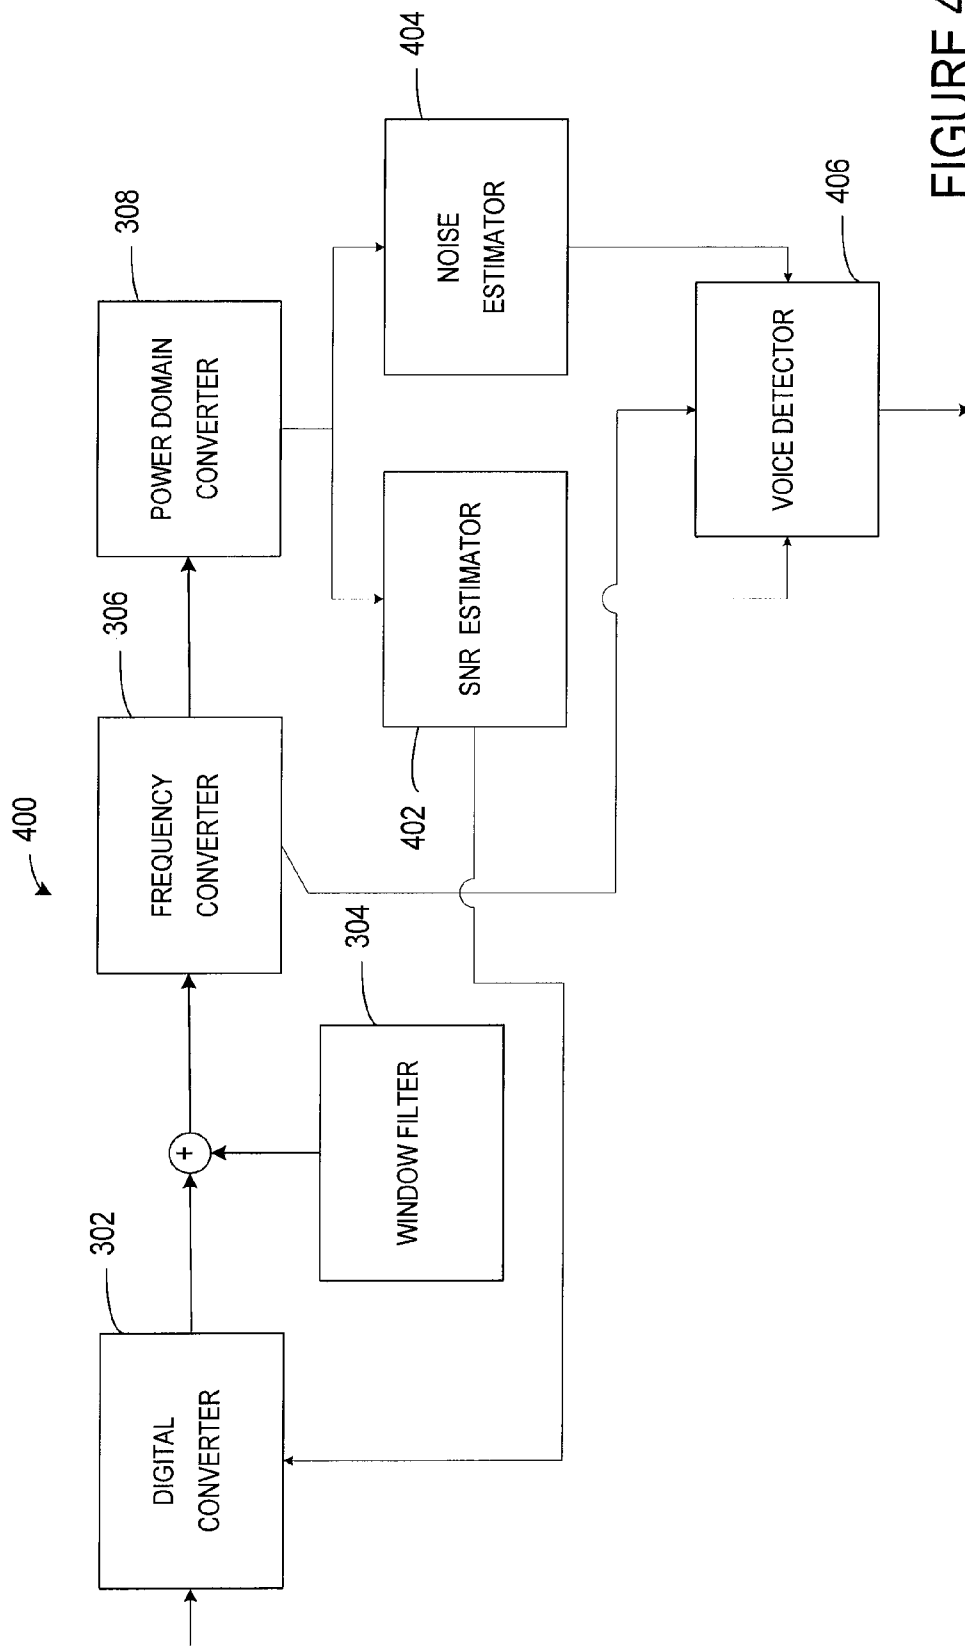 400
302
DIGITAL
CONVERTER
+
304
WINDOW FILTER
306
FREQUENCY
CONVERTER
308
POWER DOMAIN
CONVERTER
402
SNR ESTIMATOR
404
NOISE
ESTIMATOR
406
VOICE DETECTOR
FIGURE 4